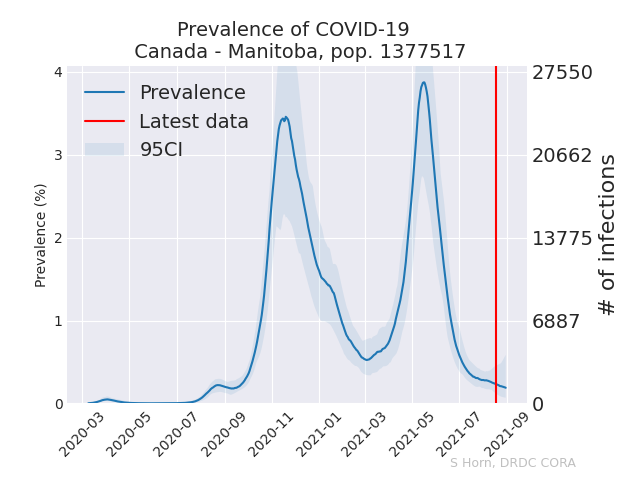 Prevalence of COVID-19
Canada - Manitoba, pop. 1377517
Prevalence
Latest data
95CI
Prevalence (%)
4
3
2
1
0
27550
20662
13775
6887
0
# of infections
2020-03
2020-05
2020-07
2020-09
2020-11
2021-01
2021-03
2021-05
2021-07
2021-09
S Horn, DRDC CORA